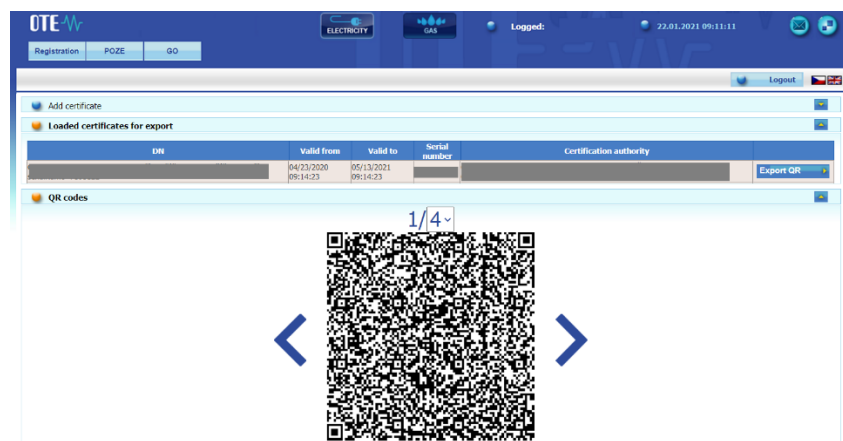 OTE
ELECTRICITY
GAS
Logged:
22.01.2021 09:11:11
Registration
POZE
GO
Logout
Add certificate
Loaded certificates for export
DN
Valid from
Valid to
Serial number
Certification authority
04/23/2020
09:14:23
05/13/2021
09:14:23
Export QR
QR codes
1/4